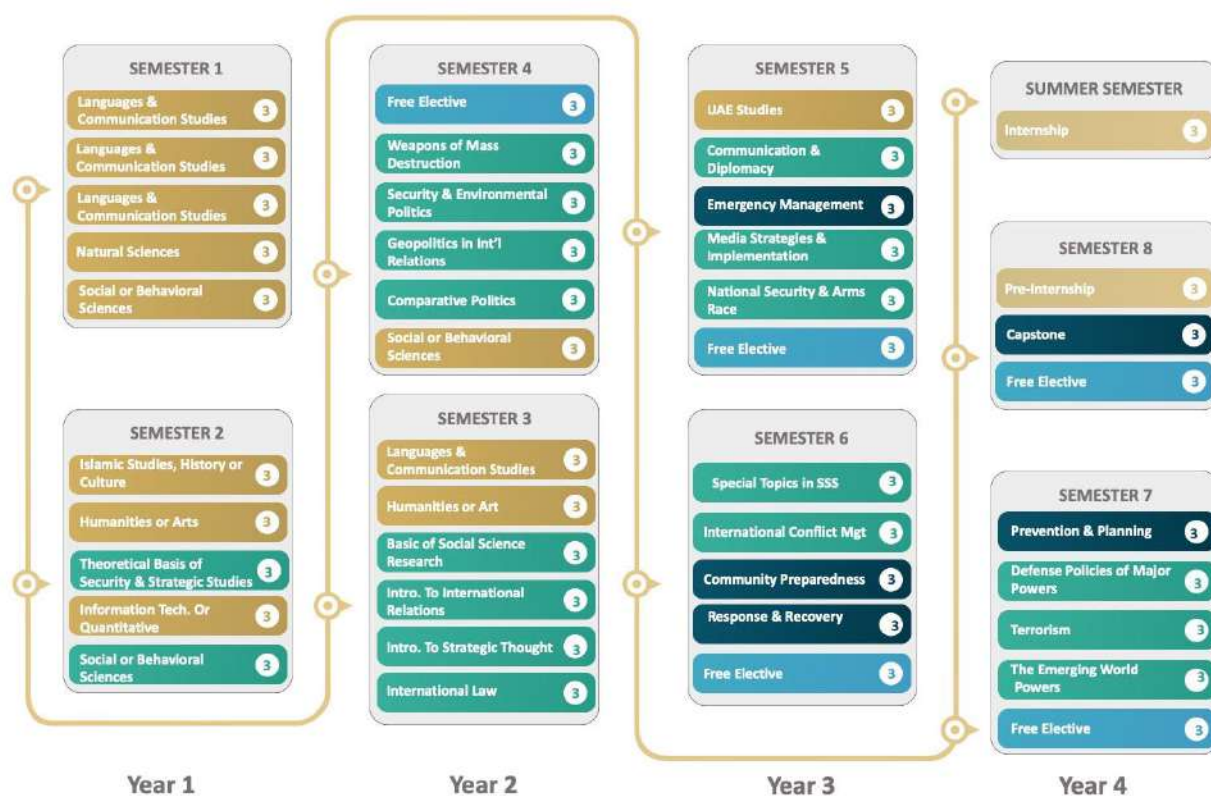 SEMESTER 1
Languages &
Communication Studies
3
Languages &
Communication Studies
3
Languages &
Communication Studies
3
Natural Sciences
3
Social or Behavioral
Sciences
3
SEMESTER 2
Islamic Studies, History or
Culture
3
Humanities or Arts
3
Theoretical Basis of
Security & Strategic Studies
3
Information Tech. Or
Quantitative
3
Social or Behavioral
Sciences
3
Year 1
SEMESTER 4
Free Elective
3
Weapons of Mass
Destruction
3
Security & Environmental
Politics
3
Geopolitics in Int'l
Relations
3
Comparative Politics
3
Social or Behavioral
Sciences
3
SEMESTER 3
Languages &
Communication Studies
3
Humanities or Art
3
Basic of Social Science
Research
3
Intro. To International
Relations
3
Intro. To Strategic Thought
3
International Law
3
Year 2
SEMESTER 5
UAE Studies
3
Communication &
Diplomacy
3
Emergency Management
3
Media Strategies &
Implementation
3
National Security & Arms
Race
3
Free Elective
3
SEMESTER 6
Special Topics in SSS
3
International Conflict Mgt
3
Community Preparedness
3
Response & Recovery
3
Free Elective
3
Year 3
SUMMER SEMESTER
Internship
3
SEMESTER 8
Pre-Internship
3
Capstone
3
Free Elective
3
SEMESTER 7
Prevention & Planning
3
Defense Policies of Major
Powers
3
Terrorism
3
The Emerging World
Powers
3
Free Elective
3
Year 4